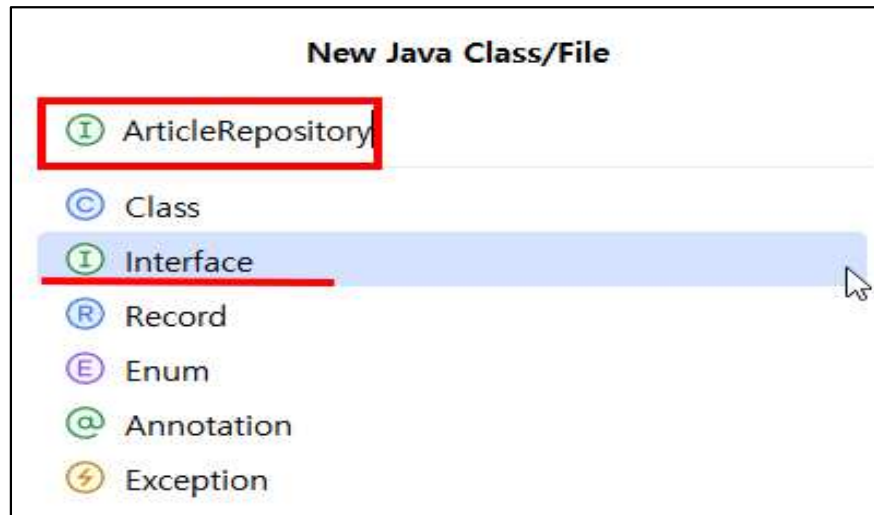 New Java Class/File
I ArticleRepository
C Class
I Interface
R Record
E Enum
@ Annotation
Exception